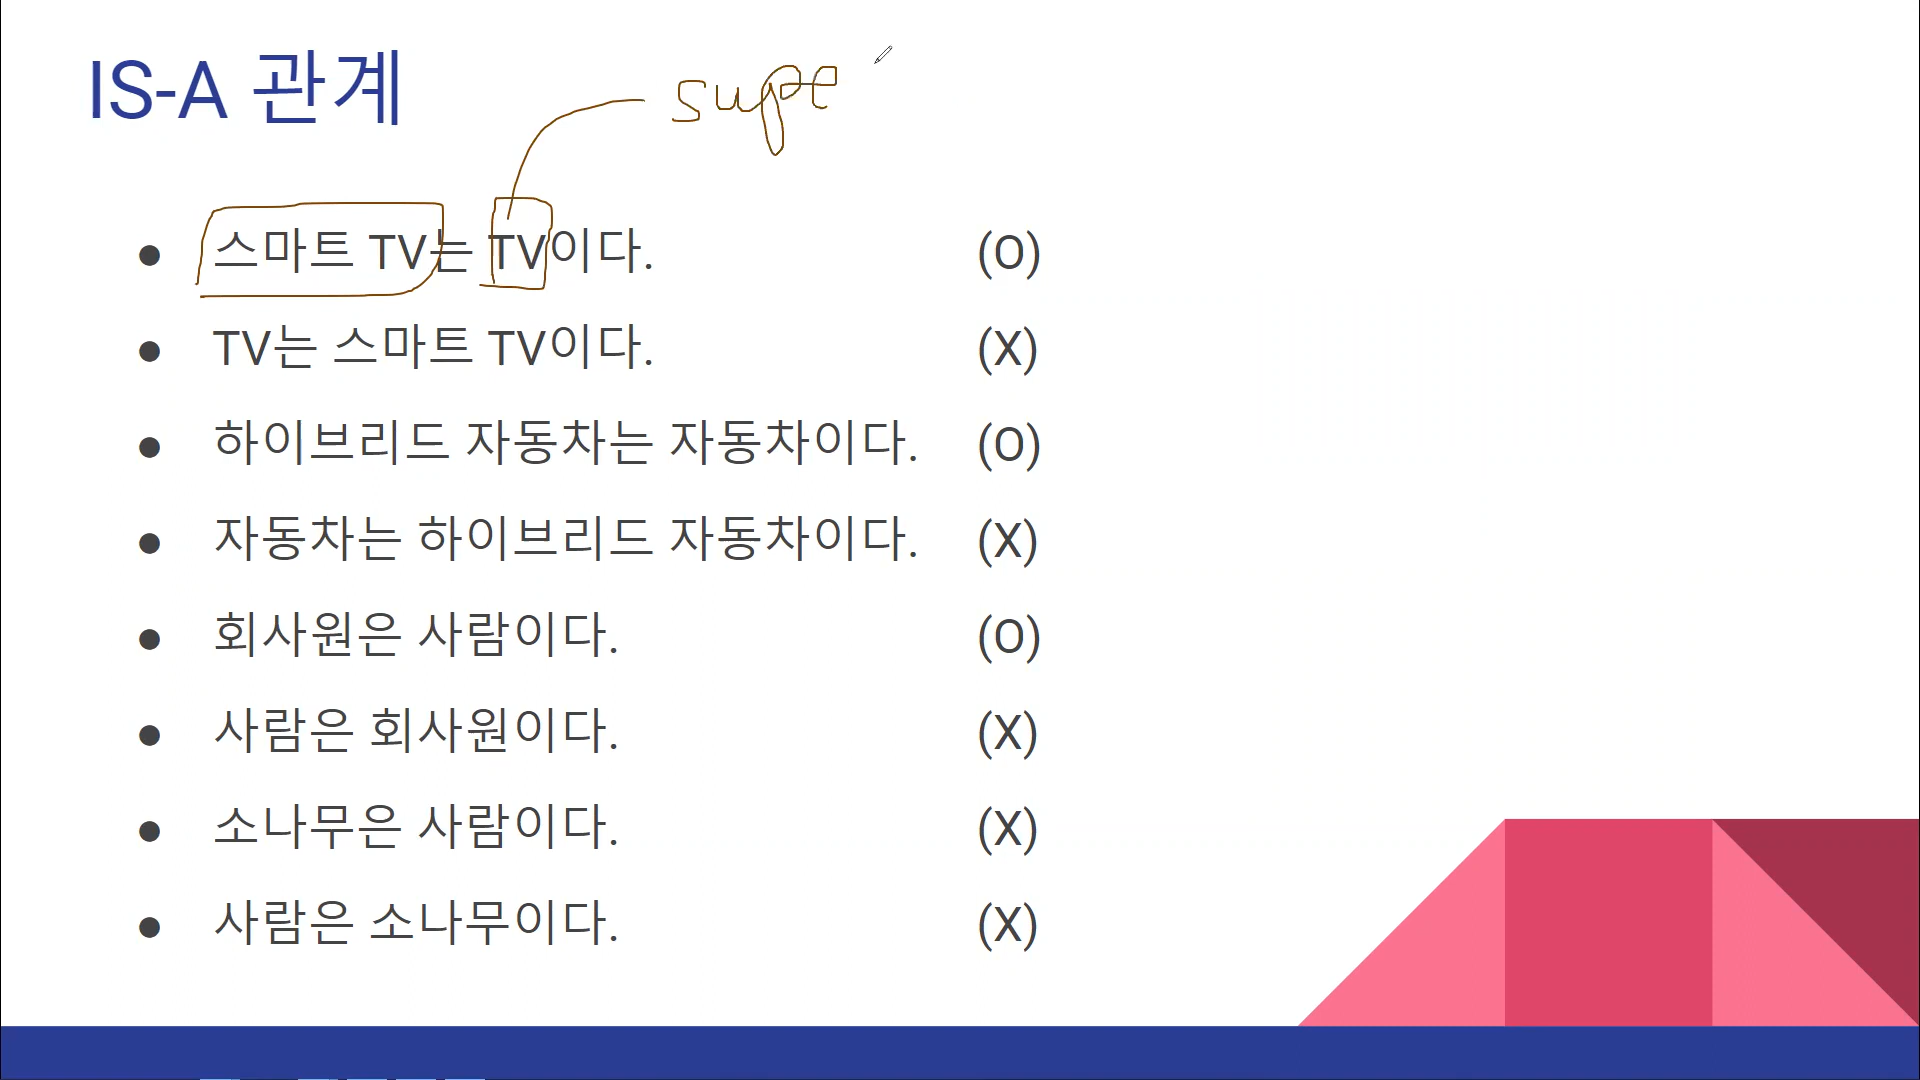 IS-A 관계
supe
스마트 TV는 TV이다. (O)
TV는 스마트 TV이다. (X)
하이브리드 자동차는 자동차이다. (O)
자동차는 하이브리드 자동차이다. (X)
회사원은 사람이다. (O)
사람은 회사원이다. (X)
소나무은 사람이다. (X)
사람은 소나무이다. (X)